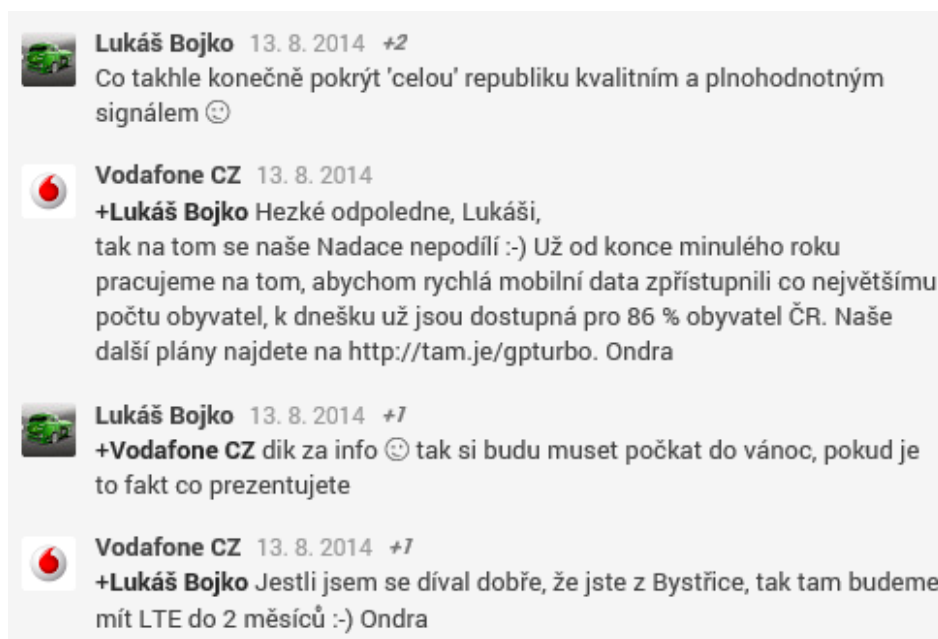 Lukáš Bojko 13. 8. 2014 +2
Co takhle konečně pokrýt 'celou' republiku kvalitním a plnohodnotným
signálem
Vodafone CZ 13. 8. 2014
+Lukáš Bojko Hezké odpoledne, Lukáši,
tak na tom se naše Nadace nepodílí :-) Už od konce minulého roku
pracujeme na tom, abychom rychlá mobilní data zpřístupnili co největšímu
počtu obyvatel, k dnešku už jsou dostupná pro 86 % obyvatel ČR. Naše
další plány najdete na http://tam.je/gpturbo. Ondra
Lukáš Bojko 13. 8. 2014 +1
+Vodafone CZ dik za info 🙂 tak si budu muset počkat do vánoc, pokud je
to fakt co prezentujete
Vodafone CZ 13. 8. 2014 +1
+Lukáš Bojko Jestli jsem se díval dobře, že jste z Bystřice, tak tam budeme
mít LTE do 2 měsíců :-) Ondra